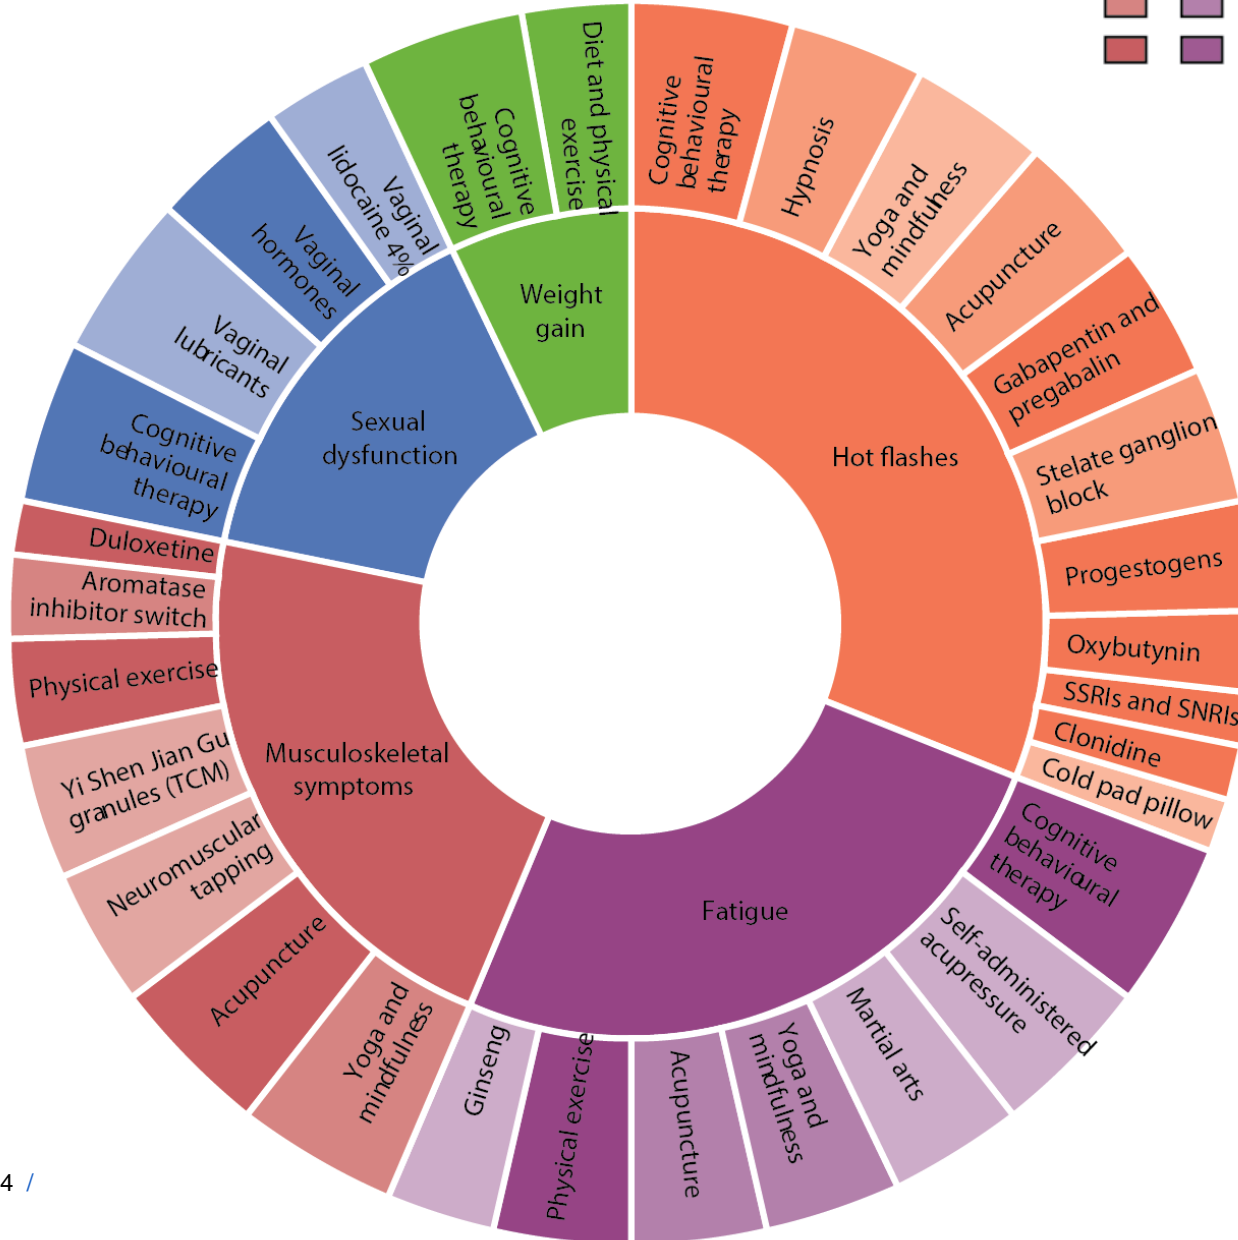 Cognitive
behavioural
therapy
Hypnosis
Yoga and
mindfulness
Acupuncture
Gabapentin and
pregabalin
Stelate ganglion
block
Progestogens
Oxybutynin
SSRIs and SNRIs
Clonidine
Cold pad pillow
Hot flashes
Cognitive
behavioural
therapy
Self-administered
acupressure
Martial arts
Yoga and
mindfulness
Acupuncture
Physical exercise
Ginseng
Fatigue
Yoga and
mindfulness
Acupuncture
Neuromuscular
tapping
Yi Shen Jian Gu
granules (TCM)
Physical exercise
Aromatase
inhibitor switch
Duloxetine
Musculoskeletal
symptoms
Cognitive
behavioural
therapy
Vaginal
lubricants
Vaginal
hormones
Vaginal
lidocaine 4%
Sexual
dysfunction
Cognitive
behavioural
therapy
Diet and physical
exercise
Weight
gain
4 /